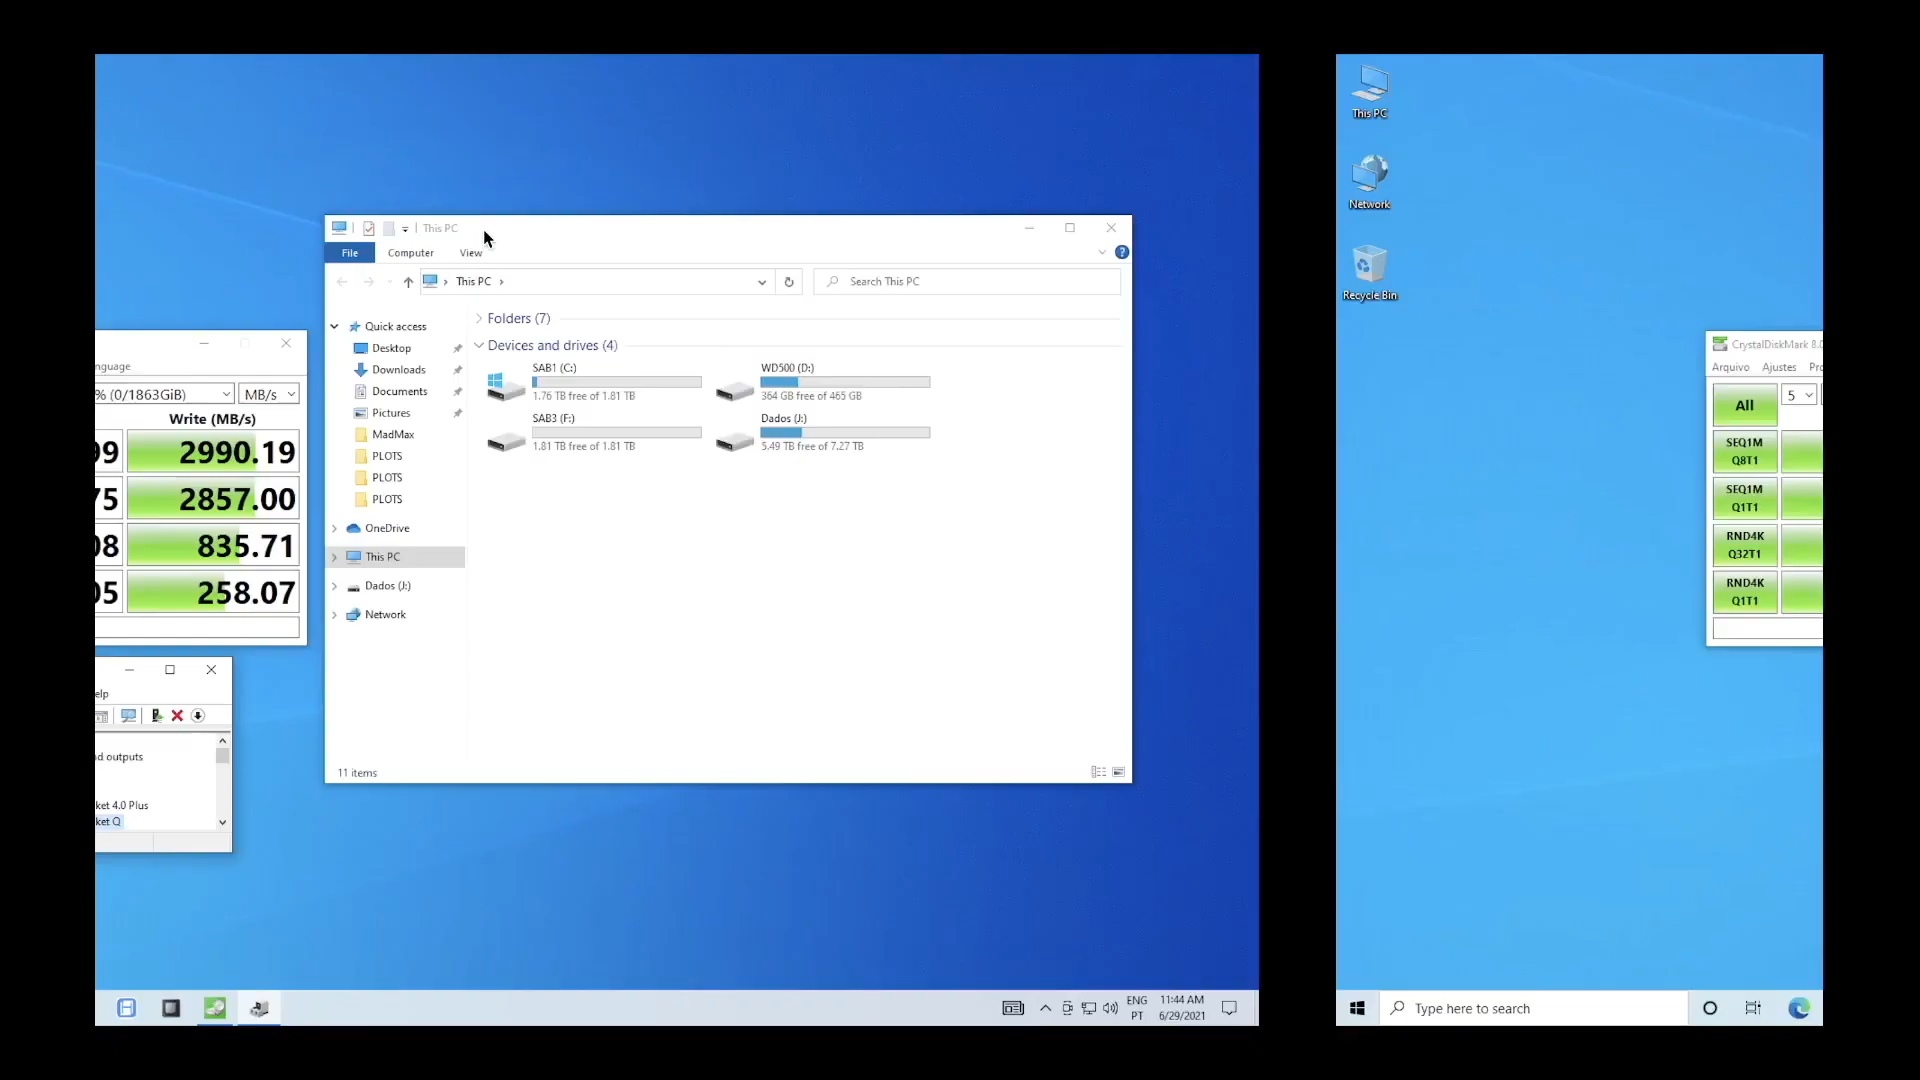 This PC
File
Computer
View
This PC
Search This PC
Quick access
Desktop
Downloads
Documents
Pictures
MadMax
PLOTS
PLOTS
PLOTS
OneDrive
This PC
Dados (J:)
Network
Folders (7)
Devices and drives (4)
SAB1 (C:)
1.76 TB free of 1.81 TB
WD500 (D:)
364 GB free of 465 GB
SAB3 (F:)
1.81 TB free of 1.81 TB
Dados (J:)
5.49 TB free of 7.27 TB
11 items
nguage
% (0/1863GiB)
MB/s
Write (MB/s)
99 2990.19
75 2857.00
08 835.71
05 258.07
elp
d outputs
ket 4.0 Plus
ket Q
ENG
PT
11:44 AM
6/29/2021
This PC
Network
Recycle Bin
CrystalDiskMark 8.0
Arquivo Ajustes Pro
All
5
SEQ1M
Q8T1
SEQ1M
Q1T1
RND4K
Q32T1
RND4K
Q1T1
Type here to search